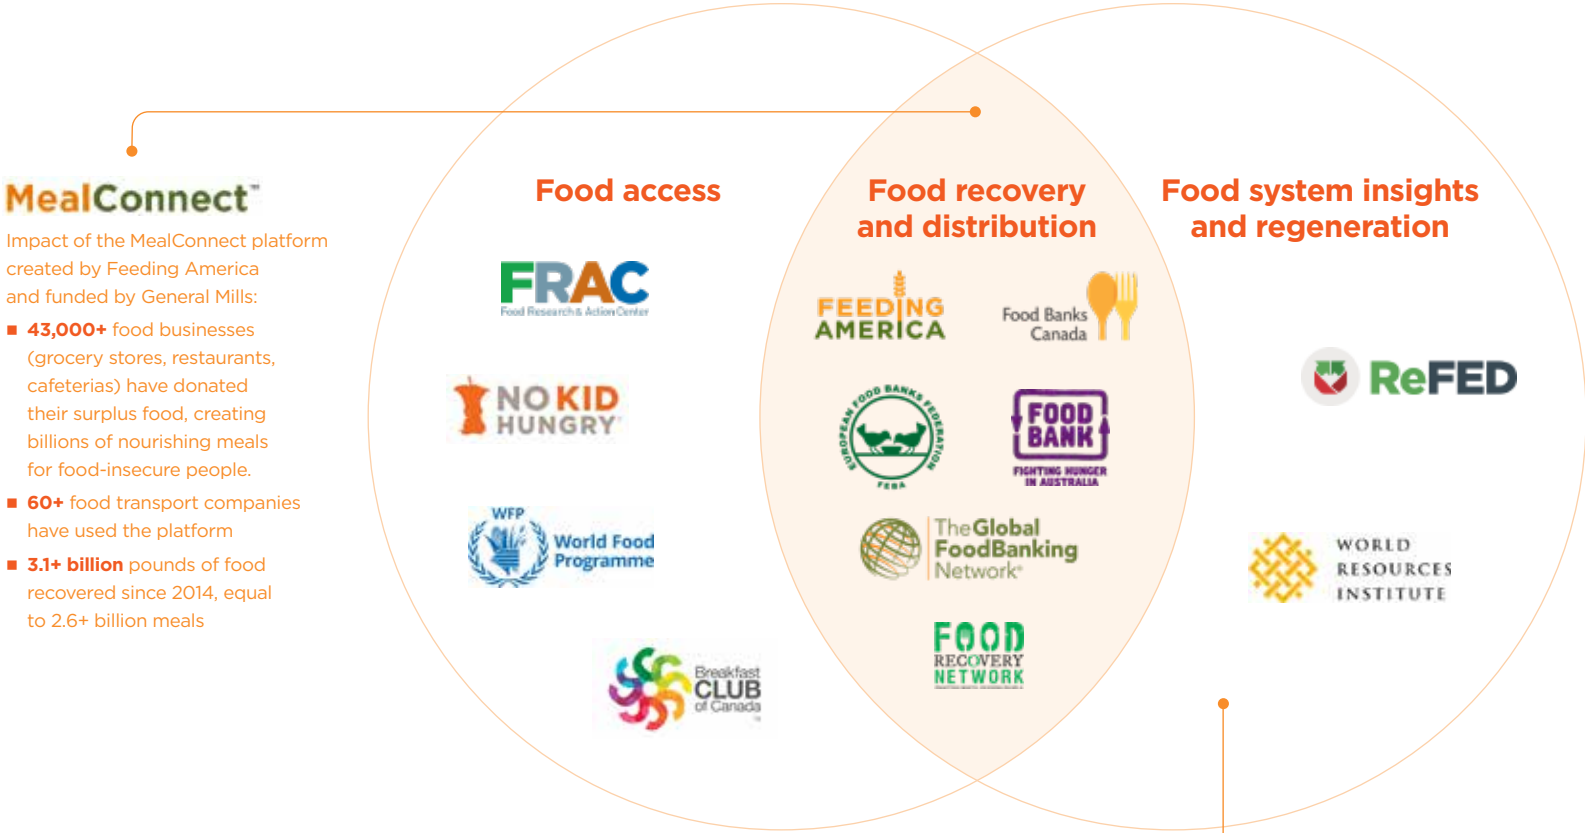 MealConnect™
Impact of the MealConnect platform
created by Feeding America
and funded by General Mills:
■ 43,000+ food businesses
(grocery stores, restaurants,
cafeterias) have donated
their surplus food, creating
billions of nourishing meals
for food-insecure people.
■ 60+ food transport companies
have used the platform
■ 3.1+ billion pounds of food
recovered since 2014, equal
to 2.6+ billion meals
Food access
FRAC
Food Research & Action Center
NO KID
HUNGRY
WFP
World Food
Programme
Breakfast
CLUB
of Canada
Food recovery
and distribution
FEEDING
AMERICA
Food Banks
Canada
EUROPEAN FOOD BANKS FEDERATION
FEBA
FOOD
BANK
FIGHTING HUNGER
IN AUSTRALIA
The Global
FoodBanking
Network®
FOOD
RECOVERY
NETWORK
Food system insights
and regeneration
ReFED
WORLD
RESOURCES
INSTITUTE